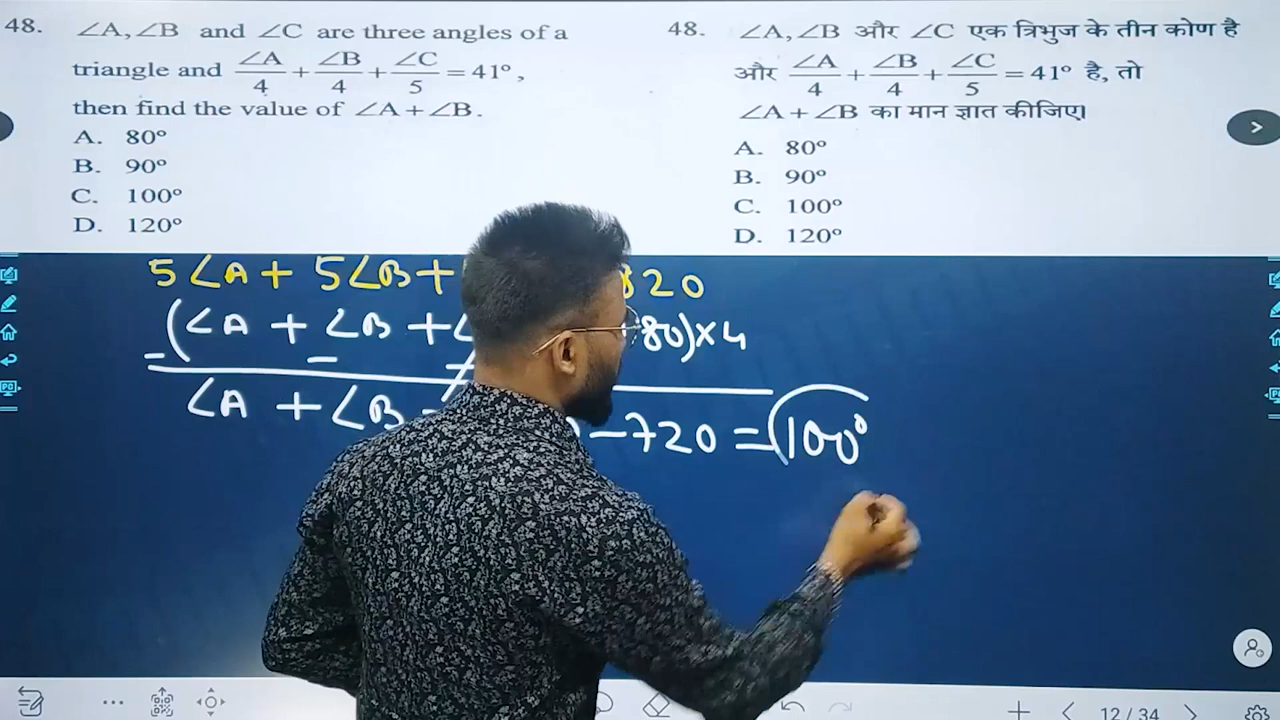 48. ∠A, ∠B and ∠C are three angles of a
triangle and ∠A/4 + ∠B/4 + ∠C/5 = 41°,
then find the value of ∠A + ∠B.
A. 80°
B. 90°
C. 100°
D. 120°
48. ∠A, ∠B और ∠C एक त्रिभुज के तीन कोण है
और ∠A/4 + ∠B/4 + ∠C/5 = 41° है, तो
∠A + ∠B का मान ज्ञात कीजिए।
A. 80°
B. 90°
C. 100°
D. 120°
5∠A + 5∠B + 820
(∠A + ∠B + 80)×4
∠A + ∠B - 720 = 100°
12 / 34